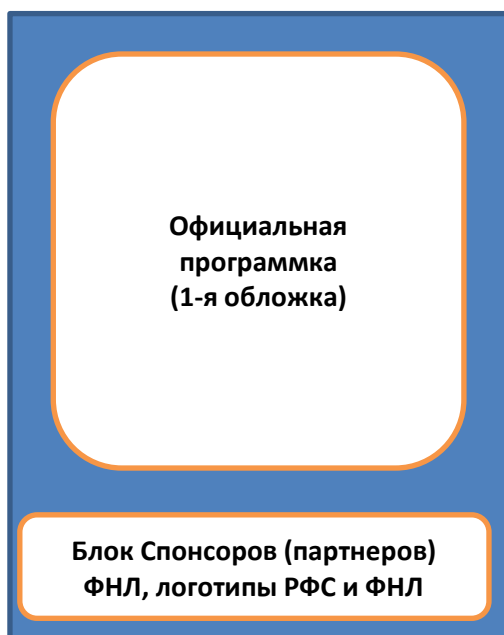 Официальная
программка
(1-я обложка)
Блок Спонсоров (партнеров)
ФНЛ, логотипы РФС и ФНЛ